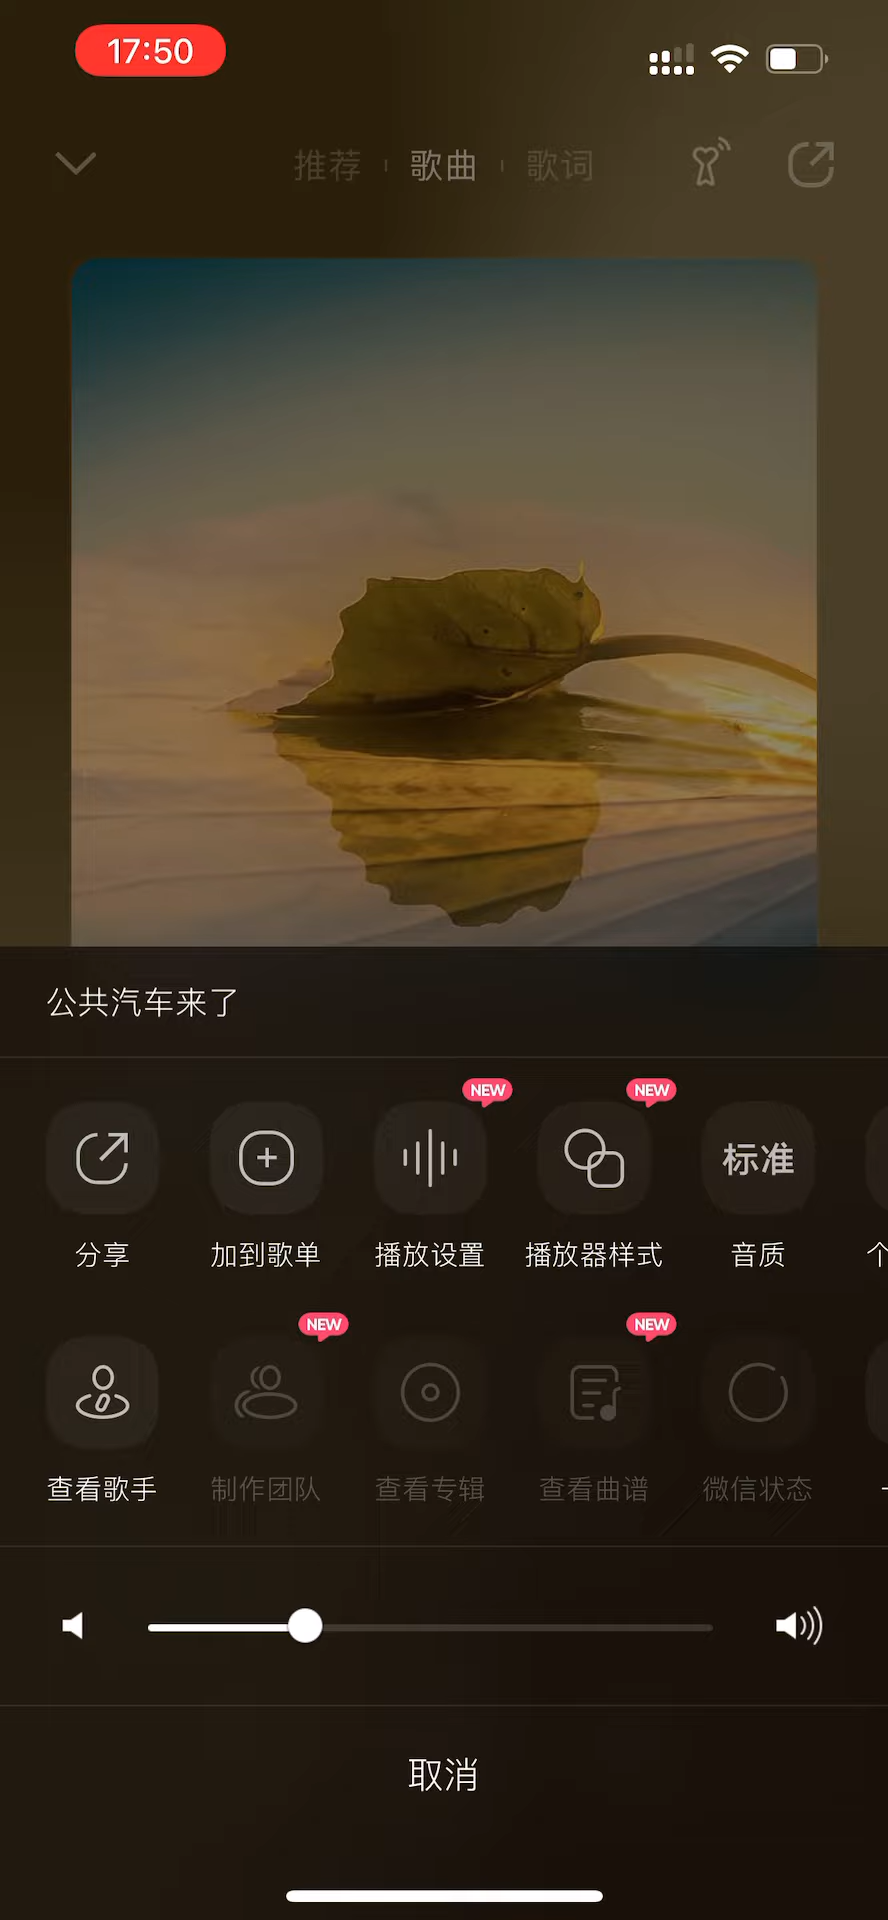 17:50
推荐 歌曲 歌词
公共汽车来了
NEW NEW
标准
分享 加到歌单 播放设置 播放器样式 音质 个
NEW NEW
查看歌手 制作团队 查看专辑 查看曲谱 微信状态
取消